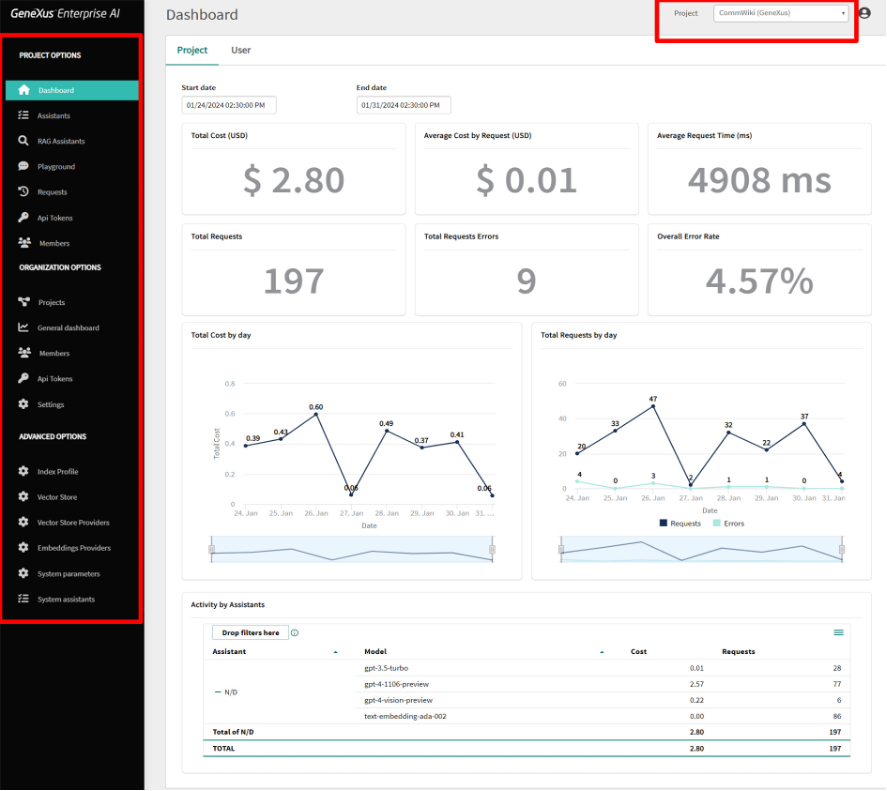 GeneXus Enterprise AI
Dashboard
Project CommWiki (GeneXus)
PROJECT OPTIONS
Dashboard
Assistants
RAG Assistants
Playground
Requests
Api Tokens
Members
ORGANIZATION OPTIONS
Projects
General dashboard
Members
Api Tokens
Settings
ADVANCED OPTIONS
Index Profile
Vector Store
Vector Store Providers
Embeddings Providers
System parameters
System assistants
Project User
Start date End date
01/24/2024 02:30:00 PM 01/31/2024 02:30:00 PM
Total Cost (USD) Average Cost by Request (USD) Average Request Time (ms)
$ 2.80 $ 0.01 4908 ms
Total Requests Total Requests Errors Overall Error Rate
197 9 4.57%
Total Cost by day
0.8
0.6
0.4
0.2
0
Total Cost
0.39 0.43 0.60 0.05 0.49 0.37 0.41 0.06
24. Jan 25. Jan 26. Jan 27. Jan 28. Jan 29. Jan 30. Jan 31. ...
Date
Total Requests by day
60
40
20
0
20 33 47 2 32 22 37 4
4 0 3 1 1 0
24. Jan 25. Jan 26. Jan 27. Jan 28. Jan 29. Jan 30. Jan 31. Jan
Date
Requests Errors
Activity by Assistants
Drop filters here
Assistant Model Cost Requests
N/D
gpt-3.5-turbo 0.01 28
gpt-4-1106-preview 2.57 77
gpt-4-vision-preview 0.22 6
text-embedding-ada-002 0.00 86
Total of N/D 2.80 197
TOTAL 2.80 197